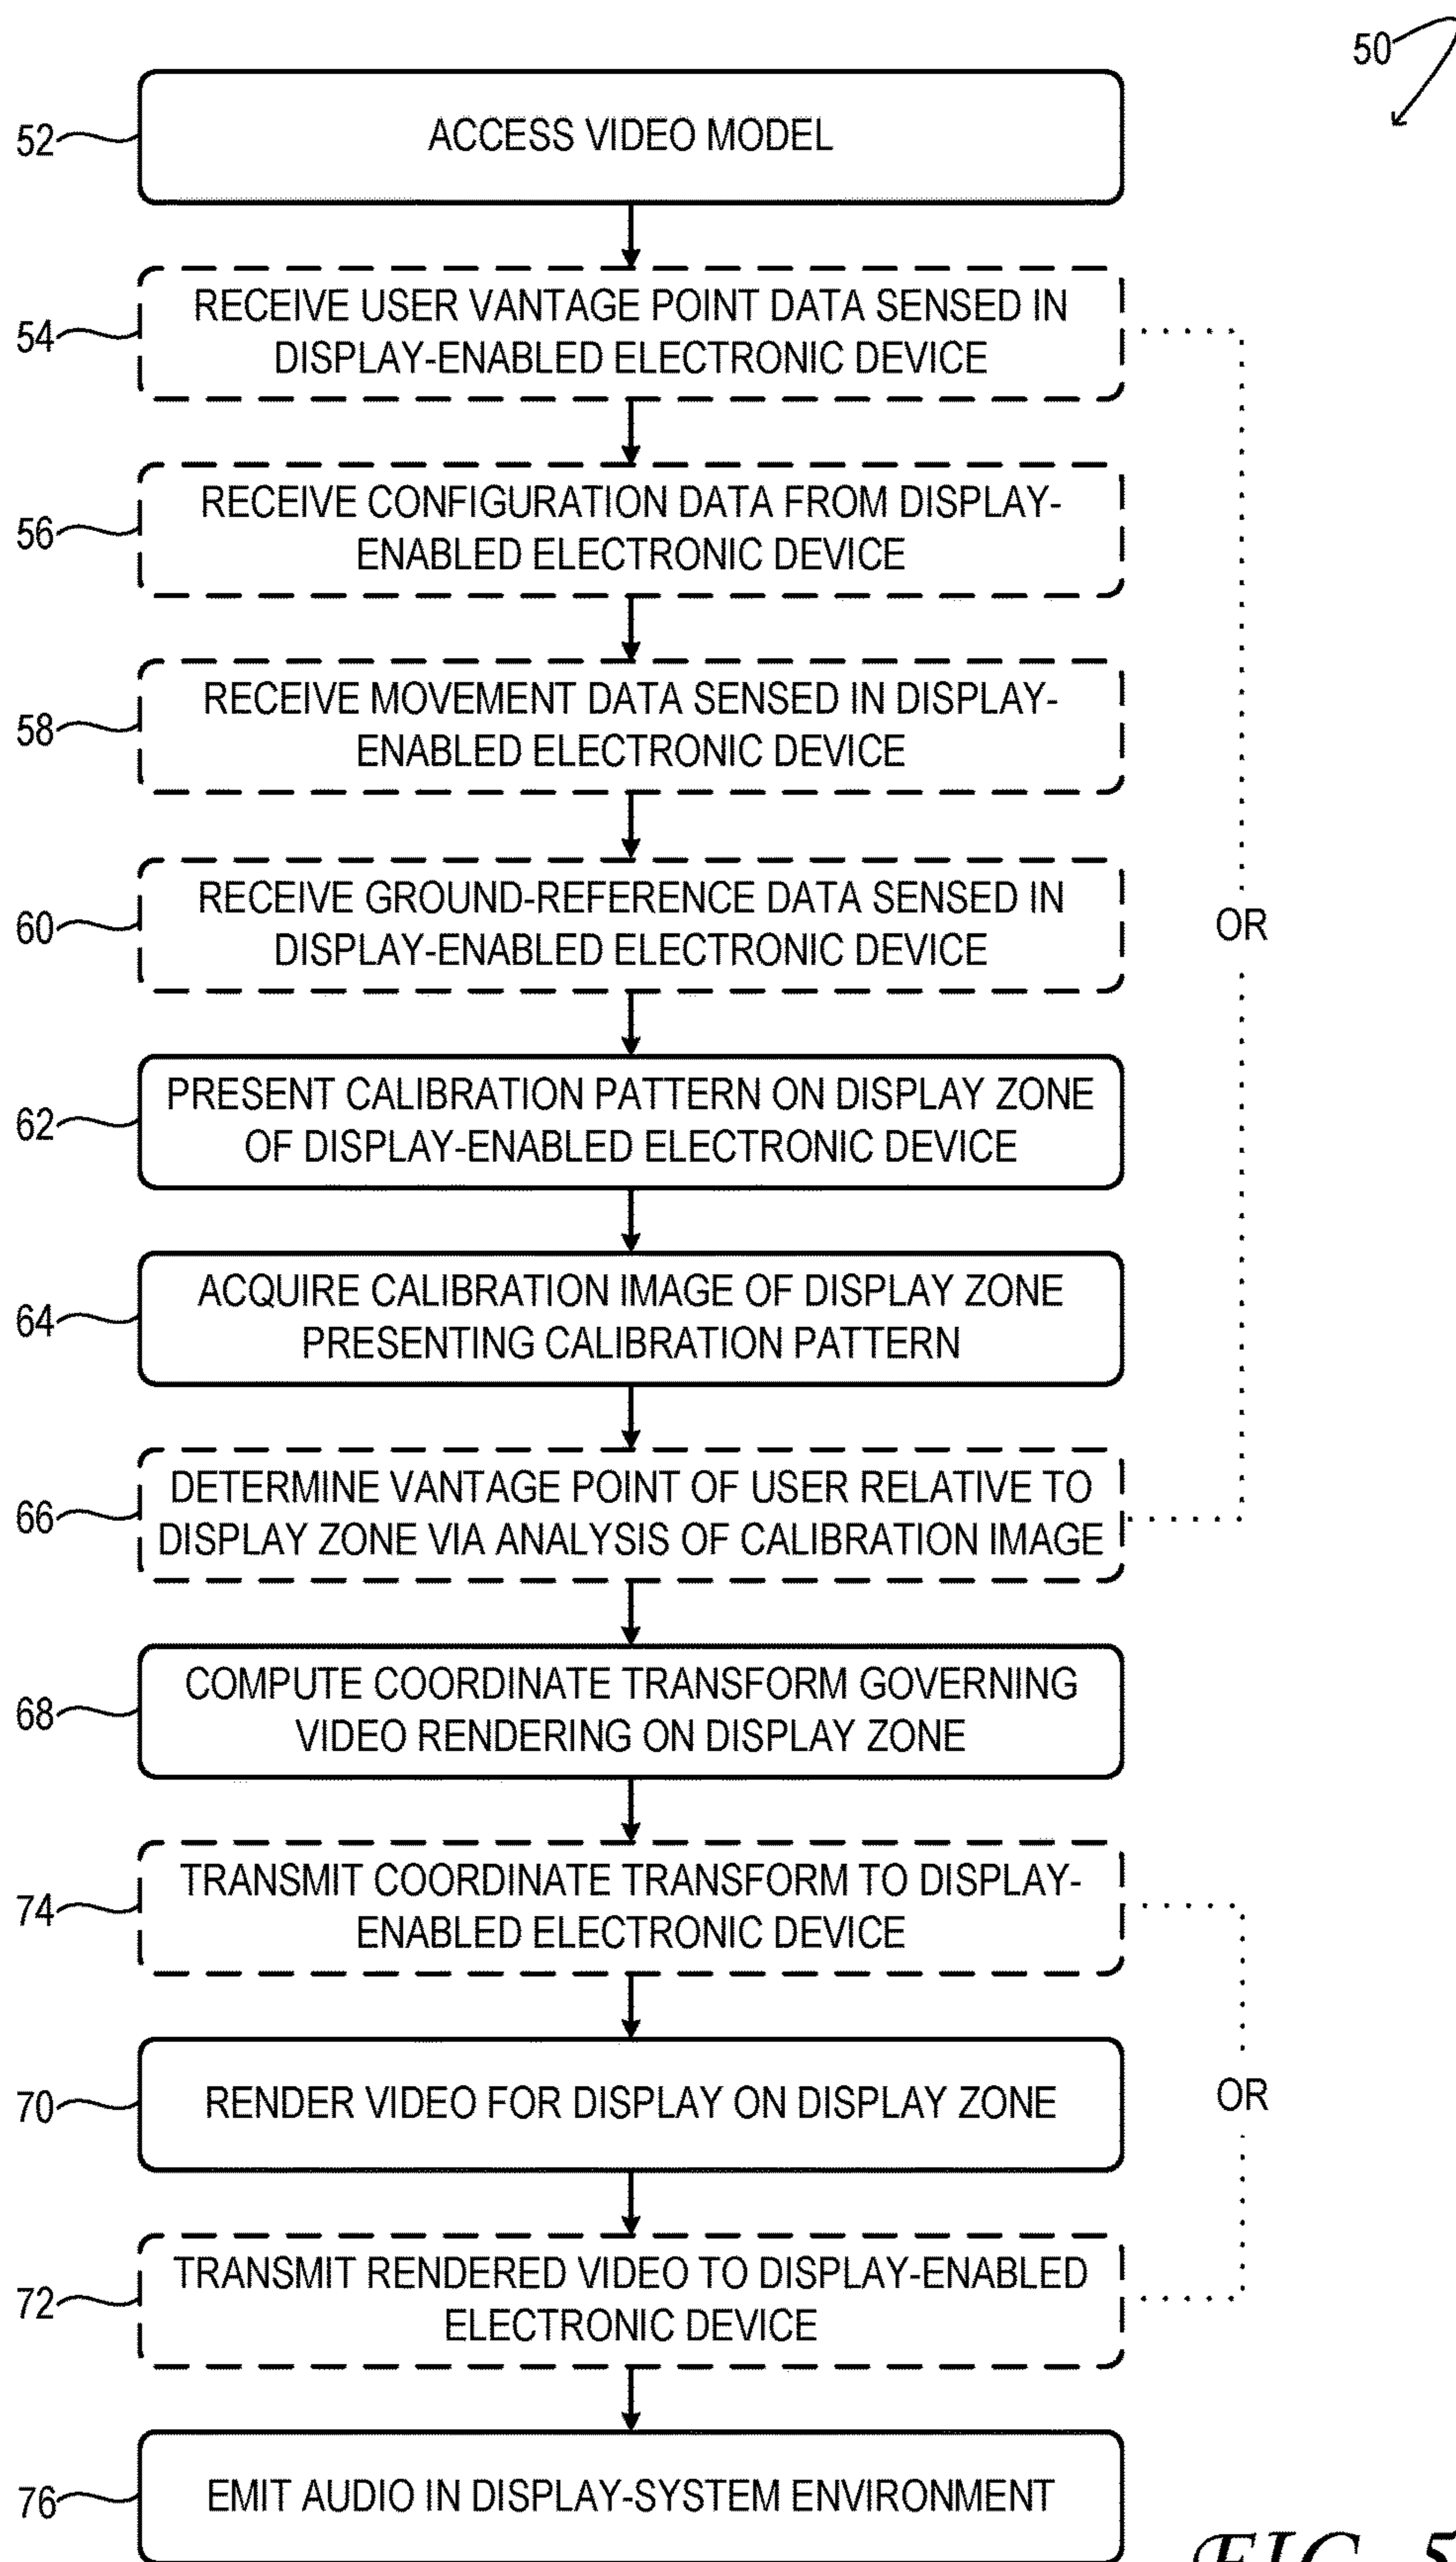 50
52
ACCESS VIDEO MODEL
54
RECEIVE USER VANTAGE POINT DATA SENSED IN
DISPLAY-ENABLED ELECTRONIC DEVICE
56
RECEIVE CONFIGURATION DATA FROM DISPLAY-
ENABLED ELECTRONIC DEVICE
58
RECEIVE MOVEMENT DATA SENSED IN DISPLAY-
ENABLED ELECTRONIC DEVICE
60
RECEIVE GROUND-REFERENCE DATA SENSED IN
DISPLAY-ENABLED ELECTRONIC DEVICE
OR
62
PRESENT CALIBRATION PATTERN ON DISPLAY ZONE
OF DISPLAY-ENABLED ELECTRONIC DEVICE
64
ACQUIRE CALIBRATION IMAGE OF DISPLAY ZONE
PRESENTING CALIBRATION PATTERN
66
DETERMINE VANTAGE POINT OF USER RELATIVE TO
DISPLAY ZONE VIA ANALYSIS OF CALIBRATION IMAGE
68
COMPUTE COORDINATE TRANSFORM GOVERNING
VIDEO RENDERING ON DISPLAY ZONE
74
TRANSMIT COORDINATE TRANSFORM TO DISPLAY-
ENABLED ELECTRONIC DEVICE
70
RENDER VIDEO FOR DISPLAY ON DISPLAY ZONE
OR
72
TRANSMIT RENDERED VIDEO TO DISPLAY-ENABLED
ELECTRONIC DEVICE
76
EMIT AUDIO IN DISPLAY-SYSTEM ENVIRONMENT
FIG. 5